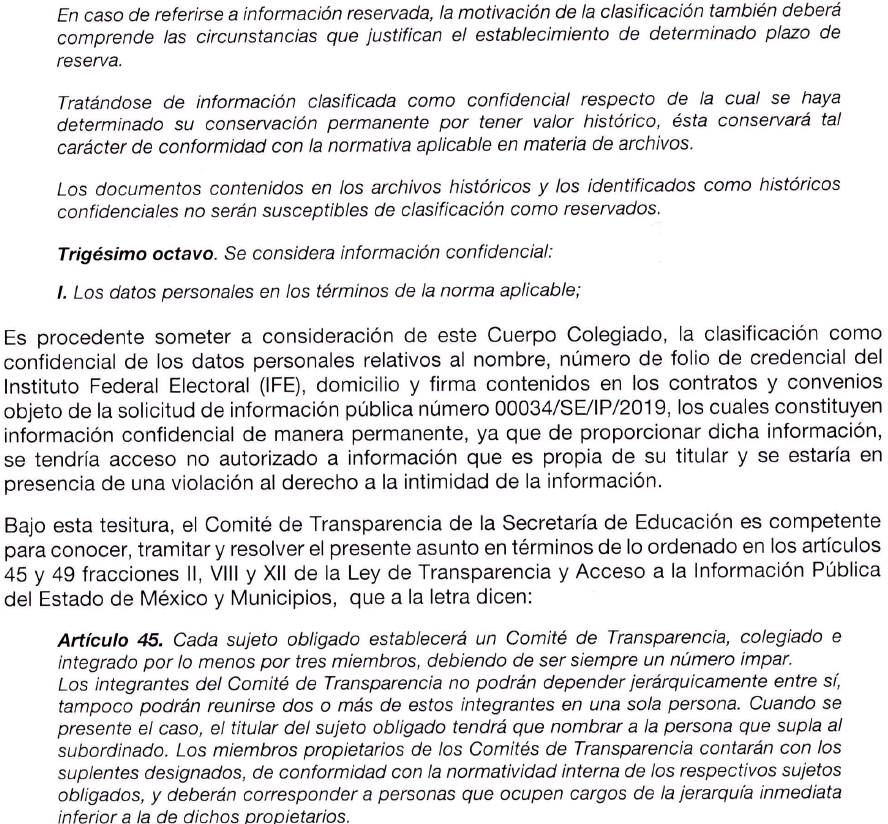 En caso de referirse a información reservada, la motivación de la clasificación también deberá
comprende las circunstancias que justifican el establecimiento de determinado plazo de
reserva.
Tratándose de información clasificada como confidencial respecto de la cual se haya
determinado su conservación permanente por tener valor histórico, ésta conservará tal
carácter de conformidad con la normativa aplicable en materia de archivos.
Los documentos contenidos en los archivos históricos y los identificados como históricos
confidenciales no serán susceptibles de clasificación como reservados.
Trigésimo octavo. Se considera información confidencial:
I. Los datos personales en los términos de la norma aplicable;
Es procedente someter a consideración de este Cuerpo Colegiado, la clasificación como
confidencial de los datos personales relativos al nombre, número de folio de credencial del
Instituto Federal Electoral (IFE), domicilio y firma contenidos en los contratos y convenios
objeto de la solicitud de información pública número 00034/SE/IP/2019, los cuales constituyen
información confidencial de manera permanente, ya que de proporcionar dicha información,
se tendría acceso no autorizado a información que es propia de su titular y se estaría en
presencia de una violación al derecho a la intimidad de la información.
Bajo esta tesitura, el Comité de Transparencia de la Secretaría de Educación es competente
para conocer, tramitar y resolver el presente asunto en términos de lo ordenado en los artículos
45 y 49 fracciones II, VIII y XII de la Ley de Transparencia y Acceso a la Información Pública
del Estado de México y Municipios, que a la letra dicen:
Artículo 45. Cada sujeto obligado establecerá un Comité de Transparencia, colegiado e
integrado por lo menos por tres miembros, debiendo de ser siempre un número impar.
Los integrantes del Comité de Transparencia no podrán depender jerárquicamente entre sí,
tampoco podrán reunirse dos o más de estos integrantes en una sola persona. Cuando se
presente el caso, el titular del sujeto obligado tendrá que nombrar a la persona que supla al
subordinado. Los miembros propietarios de los Comités de Transparencia contarán con los
suplentes designados, de conformidad con la normatividad interna de los respectivos sujetos
obligados, y deberán corresponder a personas que ocupen cargos de la jerarquía inmediata
inferior a la de dichos propietarios.